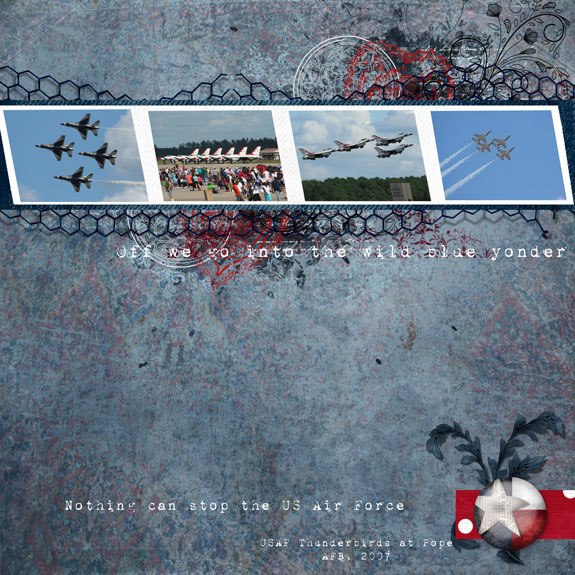 Off we go into the wild blue yonder
Nothing can stop the US Air Force
USAF Thunderbirds at Pope
AFB, 2007